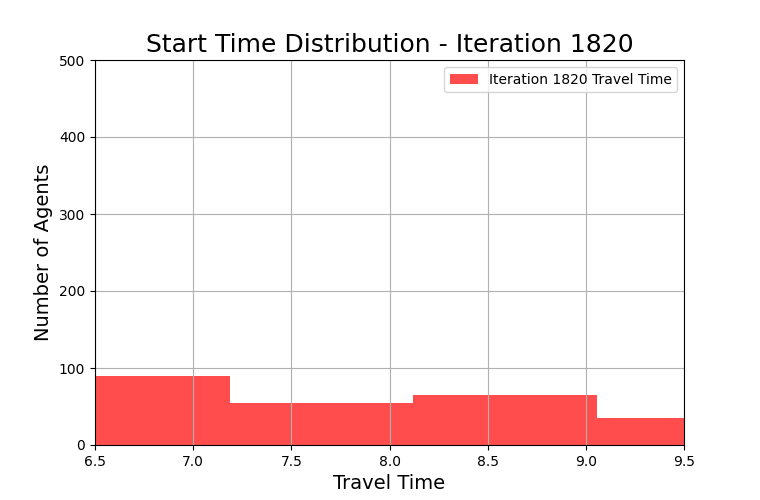 Start Time Distribution - Iteration 1820
500
Iteration 1820 Travel Time
400
300
200
100
0
Number of Agents
6.5 7.0 7.5 8.0 8.5 9.0 9.5
Travel Time